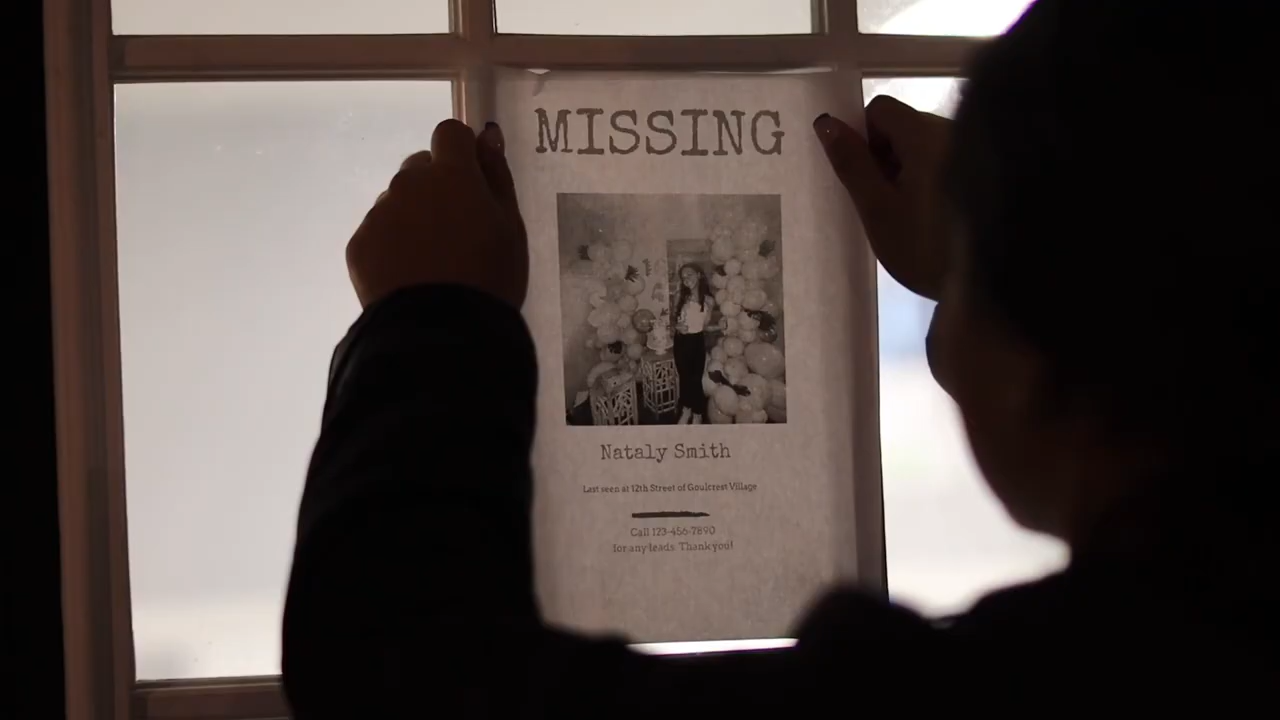 MISSING
Nataly Smith
Last seen at 12th Street of Goulcrest Village
Call 123-456-7890
for any leads. Thank you!